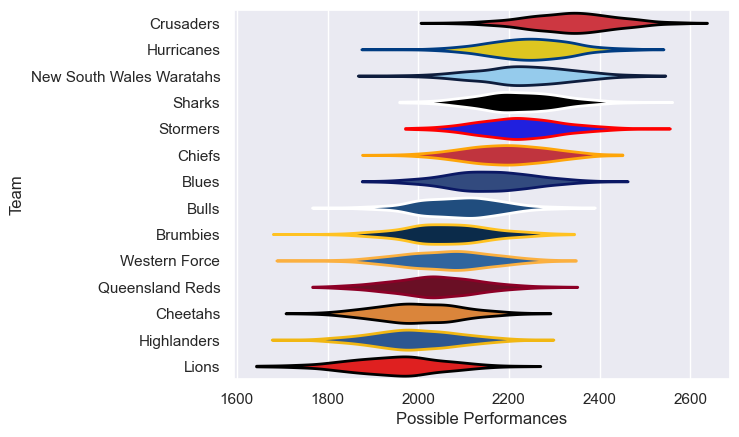 Crusaders
Hurricanes
New South Wales Waratahs
Sharks
Stormers
Chiefs
Blues
Bulls
Brumbies
Western Force
Queensland Reds
Cheetahs
Highlanders
Lions
Team
1600 1800 2000 2200 2400 2600
Possible Performances